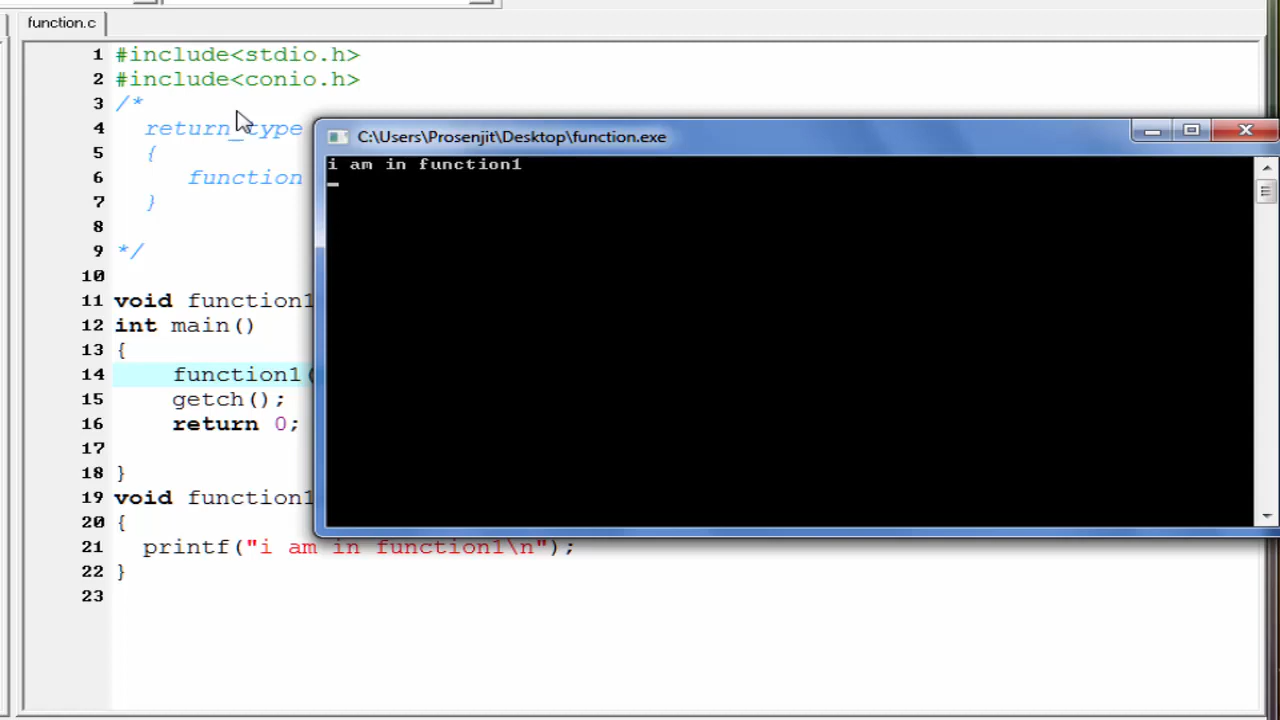 function.c
1 #include<stdio.h>
2 #include<conio.h>
3 /*
4 return_type
5 {
6 function
7 }
8
9 */
10
11 void function1
12 int main()
13 {
14 function1(
15 getch();
16 return 0;
17
18 }
19 void function1
20 {
21 printf("i am in function1\n");
22 }
23
C:\Users\Prosenjit\Desktop\function.exe
i am in function1